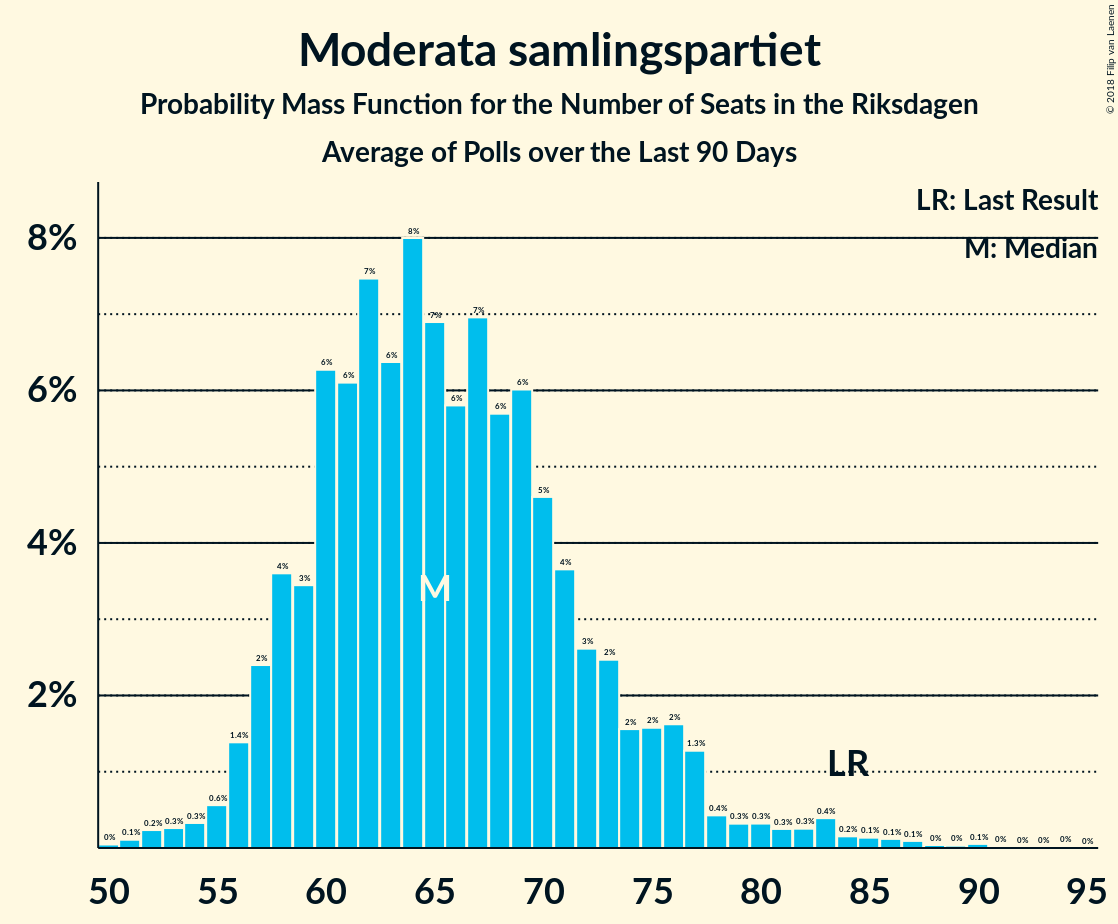 Moderata samlingspartiet
Probability Mass Function for the Number of Seats in the Riksdagen
Average of Polls over the Last 90 Days
© 2018 Filip van Laenen
LR: Last Result
M: Median
8%
6%
4%
2%
0% 0.1% 0.2% 0.3% 0.3% 0.6% 1.4% 2% 4% 3% 6% 6% 7% 6% 8% 7% 6% 7% 6% 6% 5% 4% 3% 2% 2% 2% 2% 1.3% 0.4% 0.3% 0.3% 0.3% 0.3% 0.4% 0.2% 0.1% 0.1% 0.1% 0% 0% 0.1% 0% 0% 0% 0% 0%
M
LR
50 55 60 65 70 75 80 85 90 95